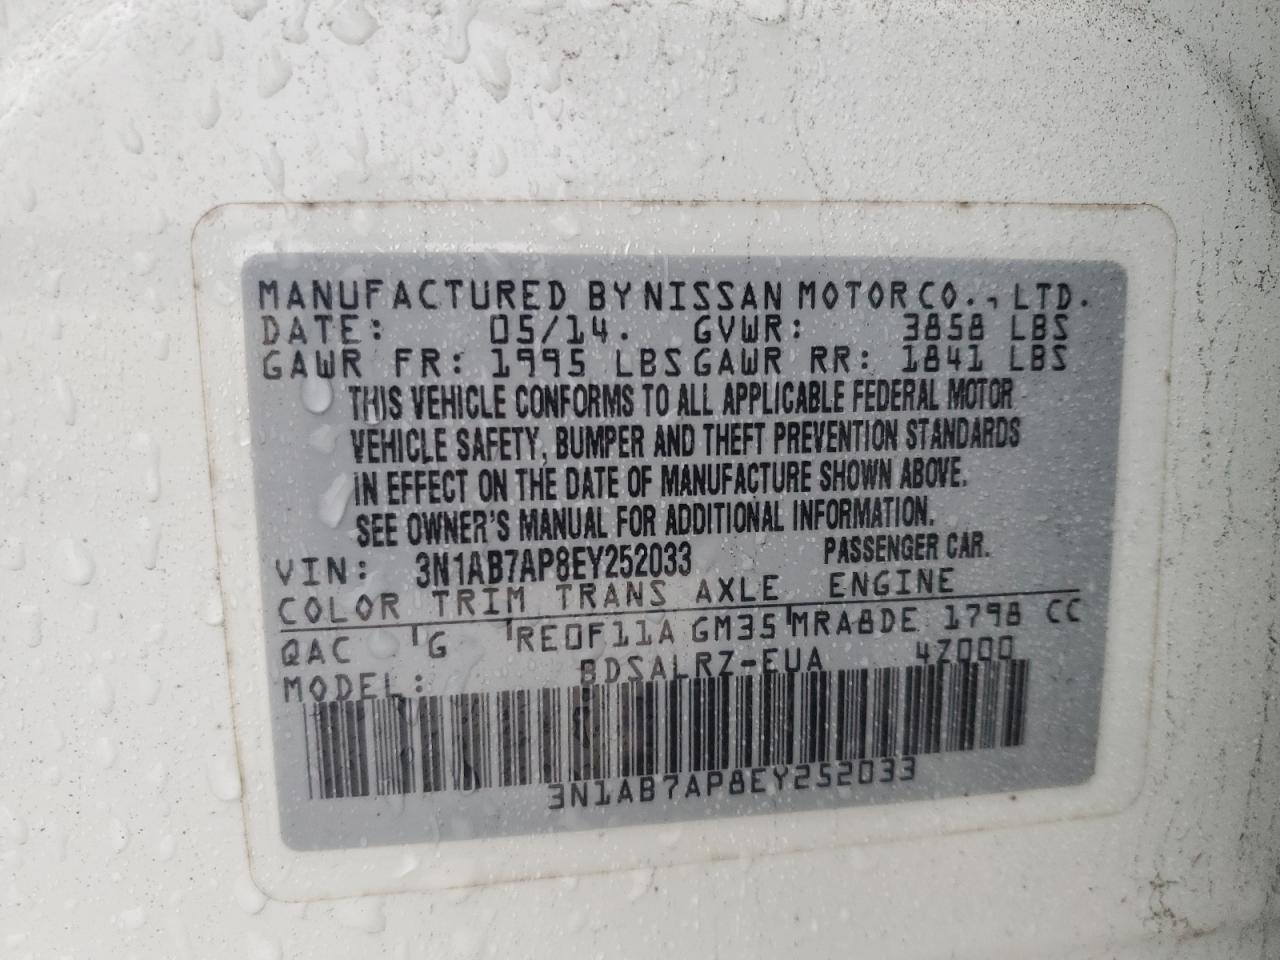 MANUFACTURED BY NISSAN MOTOR CO., LTD.
DATE: 05/14. GVWR: 3858 LBS
GAWR FR: 1995 LBS GAWR RR: 1841 LBS
THIS VEHICLE CONFORMS TO ALL APPLICABLE FEDERAL MOTOR
VEHICLE SAFETY, BUMPER AND THEFT PREVENTION STANDARDS
IN EFFECT ON THE DATE OF MANUFACTURE SHOWN ABOVE.
SEE OWNER'S MANUAL FOR ADDITIONAL INFORMATION.
VIN: 3N1AB7AP8EY252033 PASSENGER CAR.
COLOR TRIM TRANS AXLE ENGINE
QAC G RE0F11A GM35 MRA8DE 1798 CC
MODEL: BDSALRZ-EUA 4Z000
3N1AB7AP8EY252033